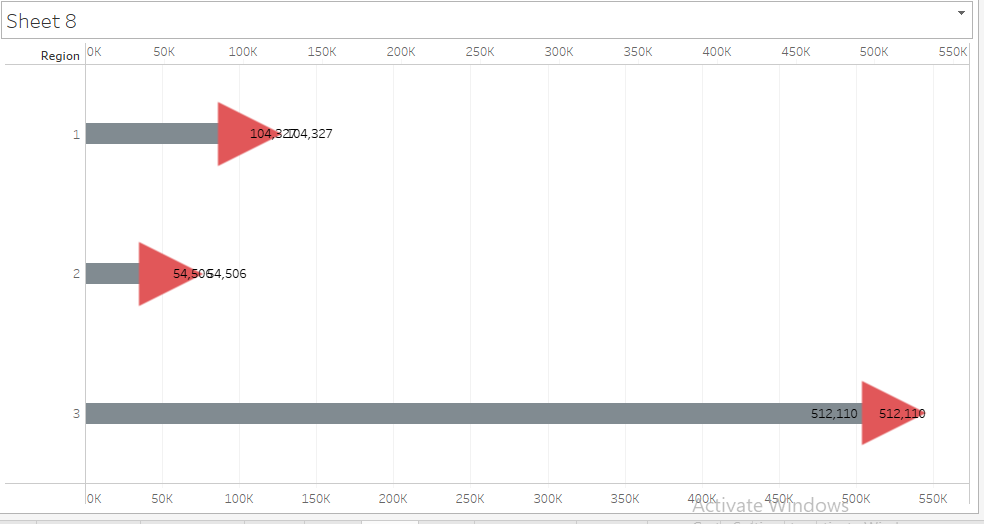 Sheet 8
Region 0K 50K 100K 150K 200K 250K 300K 350K 400K 450K 500K 550K
1 104,327 104,327
2 54,506 54,506
3 512,110 512,110
0K 50K 100K 150K 200K 250K 300K 350K 400K 450K 500K 550K
Activate Windows